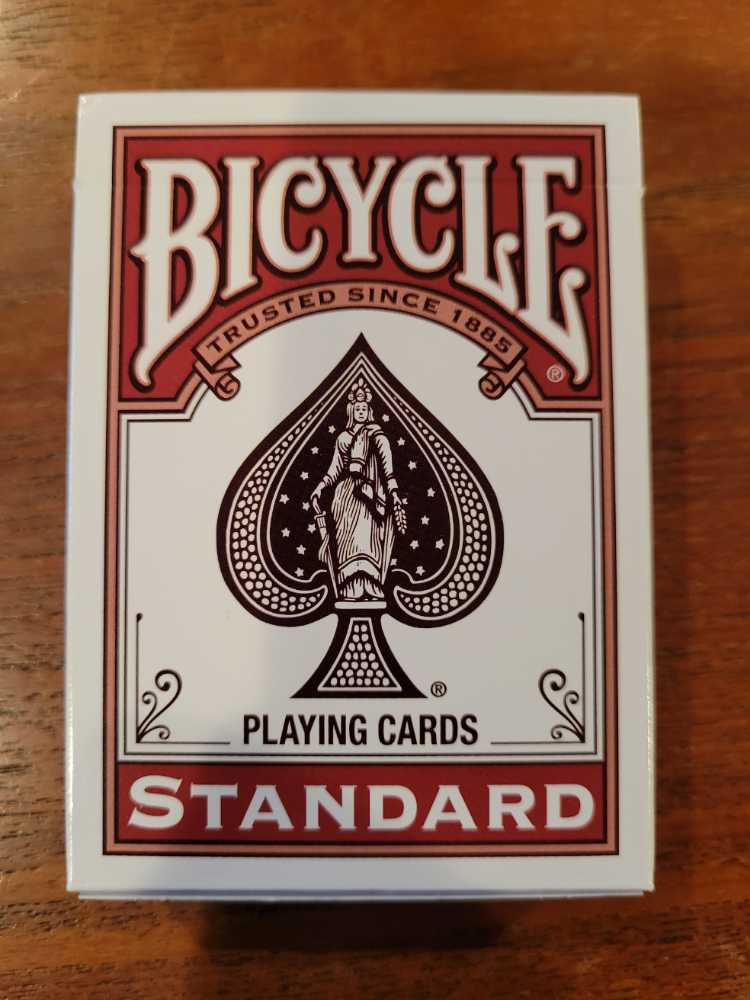 BICYCLE
®
TRUSTED SINCE 1885
®
PLAYING CARDS
STANDARD